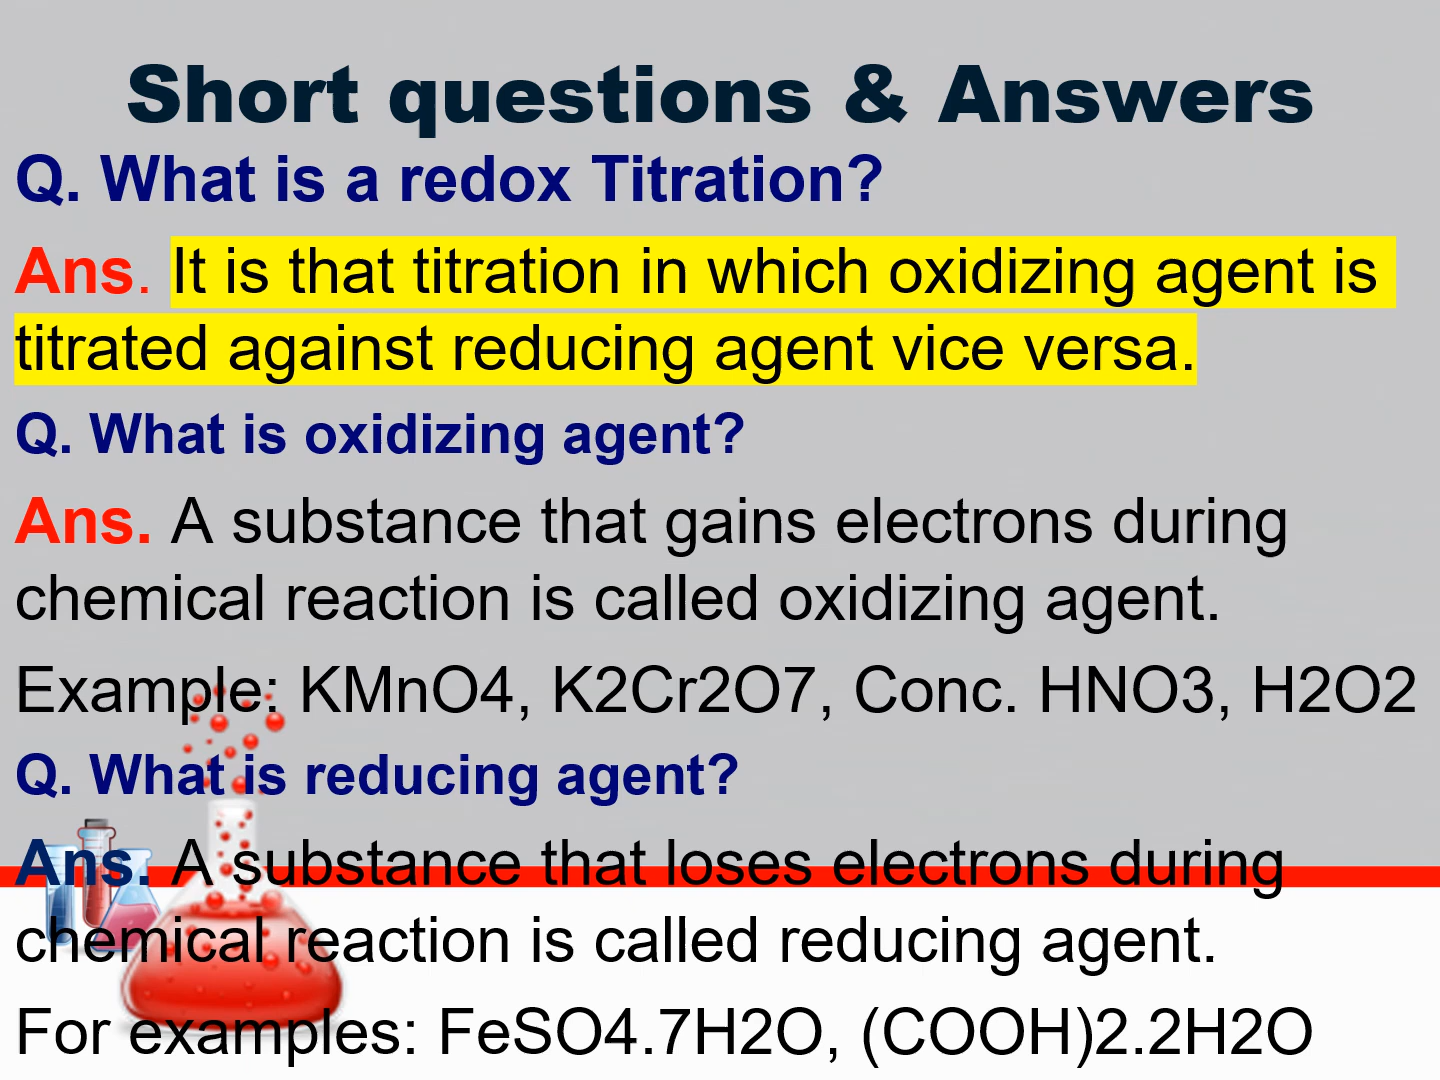 Short questions & Answers
Q. What is a redox Titration?
Ans. It is that titration in which oxidizing agent is
titrated against reducing agent vice versa.
Q. What is oxidizing agent?
Ans. A substance that gains electrons during
chemical reaction is called oxidizing agent.
Example: KMnO4, K2Cr2O7, Conc. HNO3, H2O2
Q. What is reducing agent?
Ans. A substance that loses electrons during
chemical reaction is called reducing agent.
For examples: FeSO4.7H2O, (COOH)2.2H2O